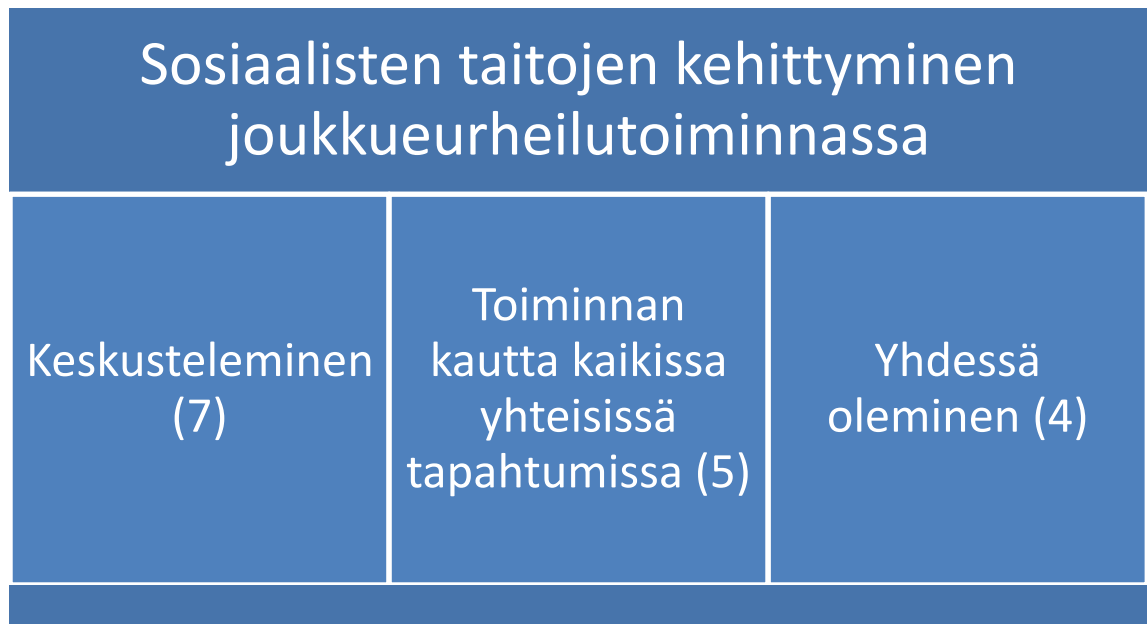 Sosiaalisten taitojen kehittyminen
joukkueurheilutoiminnassa
Keskusteleminen
(7)
Toiminnan
kautta kaikissa
yhteisissä
tapahtumissa (5)
Yhdessä
oleminen (4)